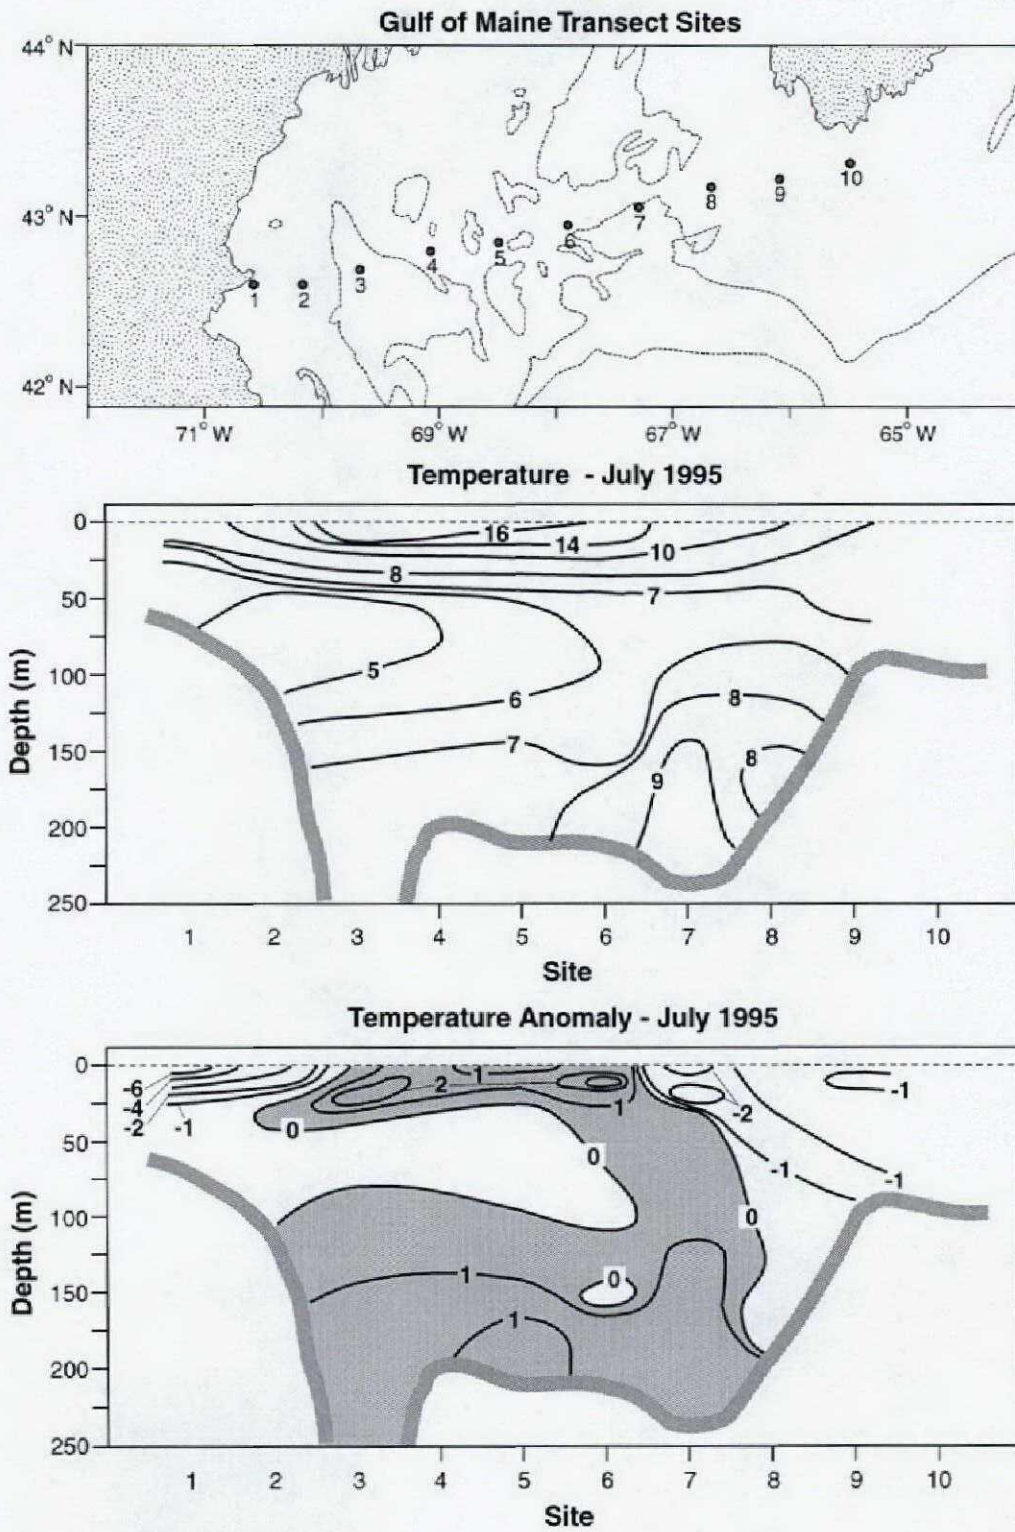 Gulf of Maine Transect Sites
44° N
43° N
42° N
1 2 3 4 5 6 7 8 9 10
71° W 69° W 67° W 65° W
Temperature - July 1995
0
50
100
150
200
250
Depth (m)
16
14
10
8
7
5
6
8
7
8
9
1 2 3 4 5 6 7 8 9 10
Site
Temperature Anomaly - July 1995
0
50
100
150
200
250
Depth (m)
-6
-4
-2 -1
1
2
1
0
0
-2
-1
-1
-1
0
1
0
1
1 2 3 4 5 6 7 8 9 10
Site